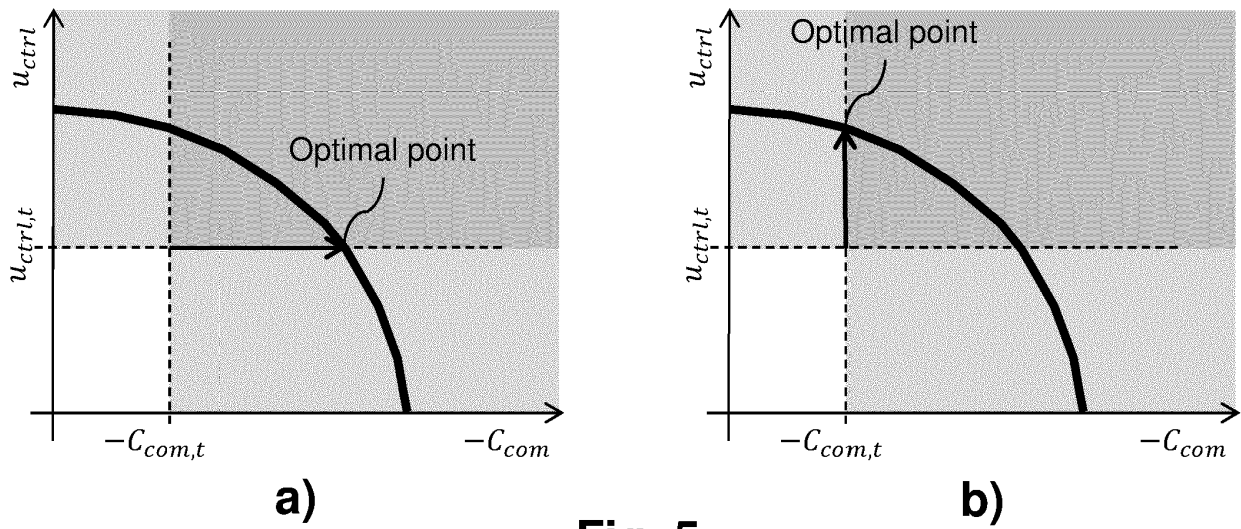 u_ctrl
Optimal point
u_ctrl,t
−C_com,t
−C_com
a)
u_ctrl
Optimal point
u_ctrl,t
−C_com,t
−C_com
b)
Fig. 5